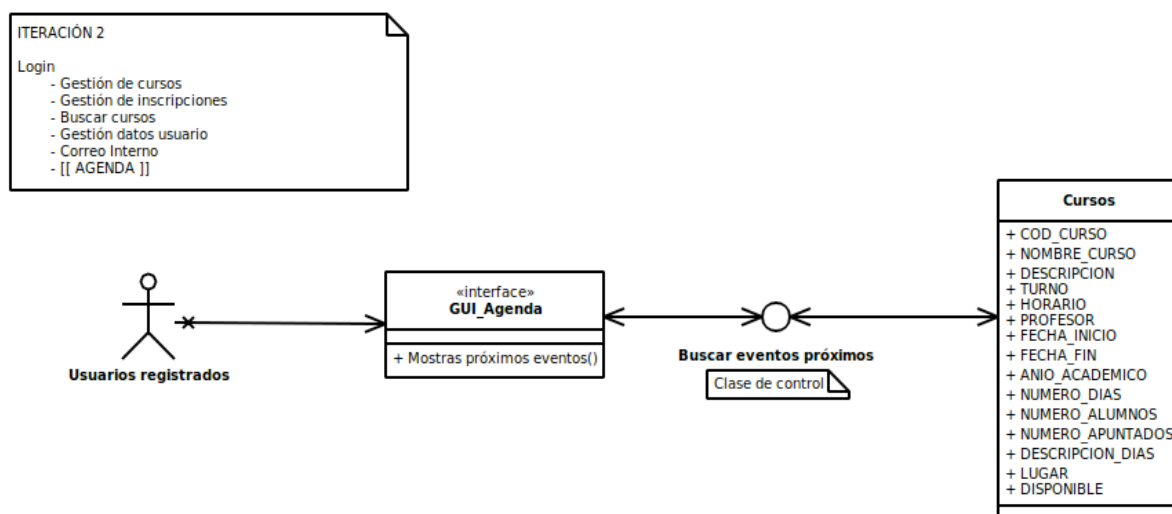 ITERACIÓN 2
Login
- Gestión de cursos
- Gestión de inscripciones
- Buscar cursos
- Gestión datos usuario
- Correo Interno
- [[ AGENDA ]]
Usuarios registrados
«interface»
GUI_Agenda
+ Mostras próximos eventos()
Buscar eventos próximos
Clase de control
Cursos
+ COD_CURSO
+ NOMBRE_CURSO
+ DESCRIPCION
+ TURNO
+ HORARIO
+ PROFESOR
+ FECHA_INICIO
+ FECHA_FIN
+ ANIO_ACADEMICO
+ NUMERO_DIAS
+ NUMERO_ALUMNOS
+ NUMERO_APUNTADOS
+ DESCRIPCION_DIAS
+ LUGAR
+ DISPONIBLE